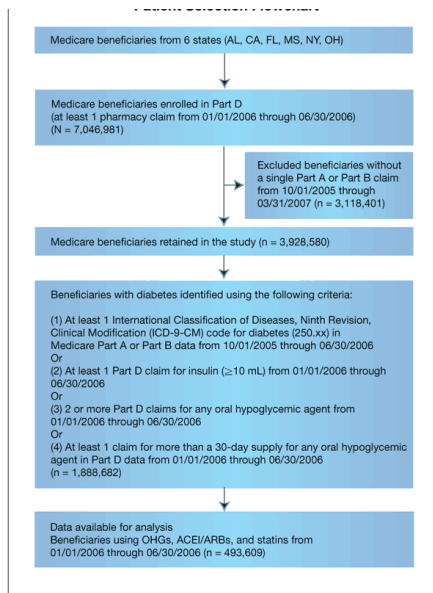 Medicare beneficiaries from 6 states (AL, CA, FL, MS, NY, OH)
Medicare beneficiaries enrolled in Part D
(at least 1 pharmacy claim from 01/01/2006 through 06/30/2006)
(N = 7,046,981)
Excluded beneficiaries without
a single Part A or Part B claim
from 10/01/2005 through
03/31/2007 (n = 3,118,401)
Medicare beneficiaries retained in the study (n = 3,928,580)
Beneficiaries with diabetes identified using the following criteria:
(1) At least 1 International Classification of Diseases, Ninth Revision,
Clinical Modification (ICD-9-CM) code for diabetes (250.xx) in
Medicare Part A or Part B data from 10/01/2005 through 06/30/2006
Or
(2) At least 1 Part D claim for insulin (≥10 mL) from 01/01/2006 through
06/30/2006
Or
(3) 2 or more Part D claims for any oral hypoglycemic agent from
01/01/2006 through 06/30/2006
Or
(4) At least 1 claim for more than a 30-day supply for any oral hypoglycemic
agent in Part D data from 01/01/2006 through 06/30/2006
(n = 1,888,682)
Data available for analysis
Beneficiaries using OHGs, ACEI/ARBs, and statins from
01/01/2006 through 06/30/2006 (n = 493,609)